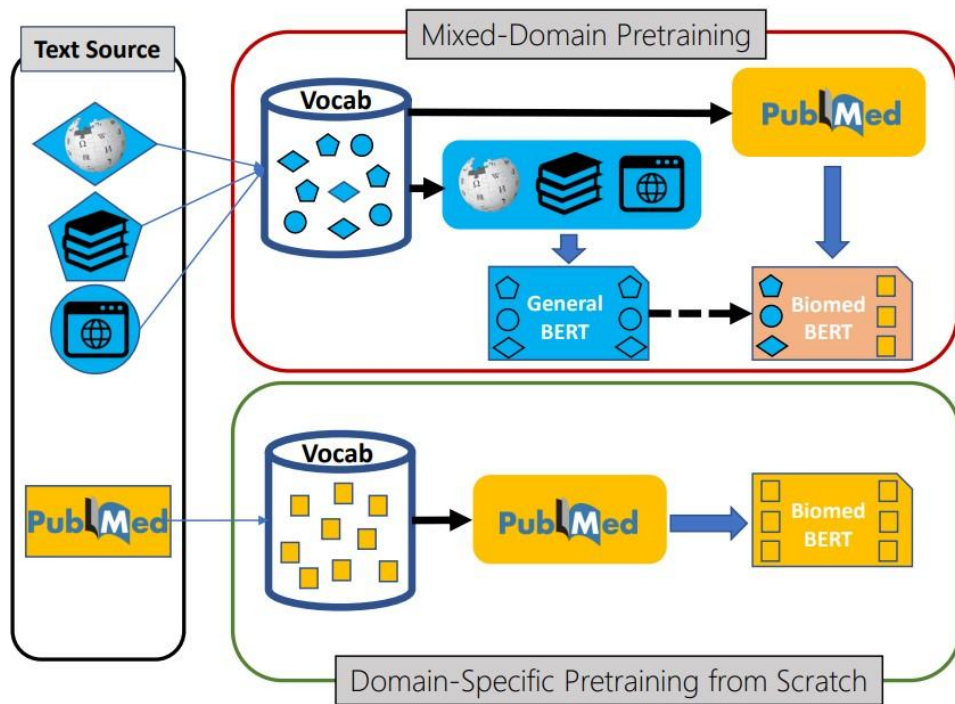 Text Source
PubMed
Mixed-Domain Pretraining
Vocab
PubMed
General
BERT
Biomed
BERT
Vocab
PubMed
Biomed
BERT
Domain-Specific Pretraining from Scratch